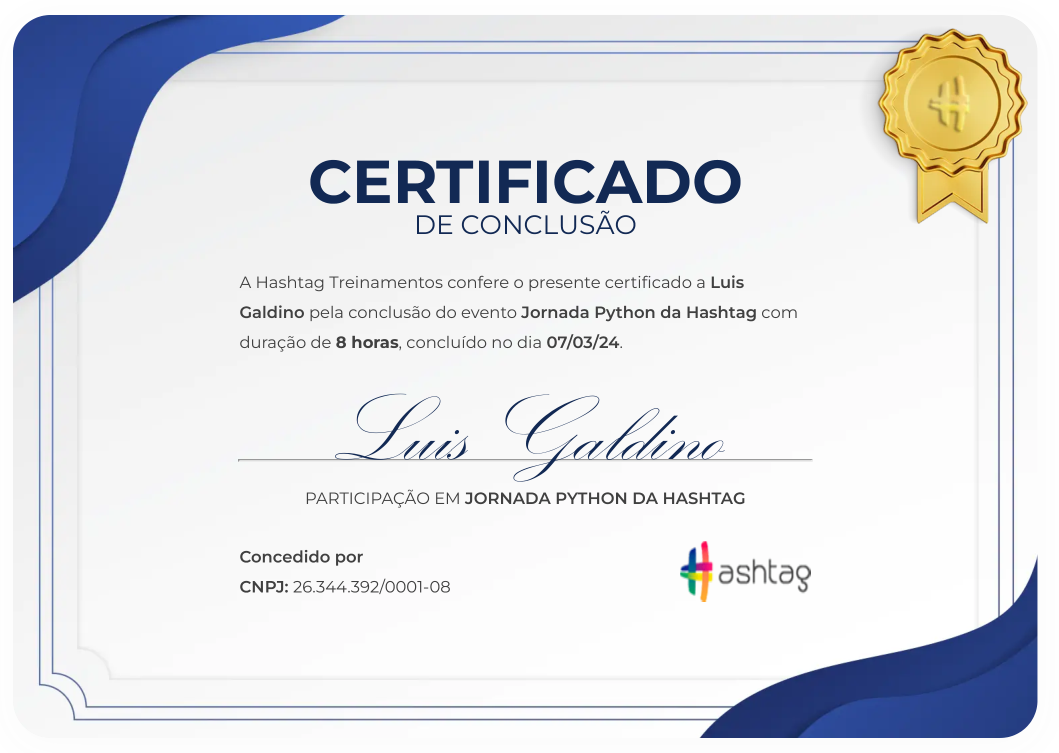 CERTIFICADO
DE CONCLUSÃO
A Hashtag Treinamentos confere o presente certificado a Luis
Galdino pela conclusão do evento Jornada Python da Hashtag com
duração de 8 horas, concluído no dia 07/03/24.
Luis Galdino
PARTICIPAÇÃO EM JORNADA PYTHON DA HASHTAG
Concedido por
CNPJ: 26.344.392/0001-08
#ashtag